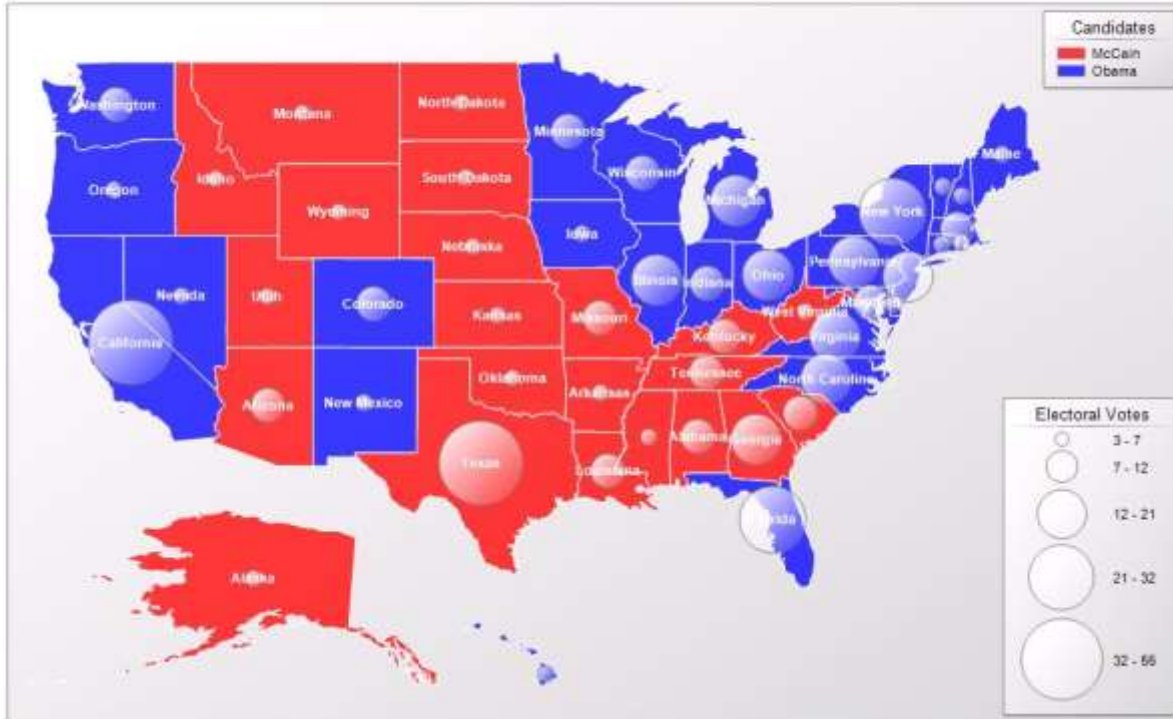 Candidates
McCain
Obama
Washington
Montana
North Dakota
Minnesota
Maine
Oregon
Idaho
South Dakota
Wisconsin
Michigan
New York
Wyoming
Iowa
Nebraska
Pennsylvania
Nevada
Utah
Colorado
Illinois
Indiana
Ohio
Maryland
California
Kansas
Missouri
West Virginia
Kentucky
Virginia
Arizona
New Mexico
Oklahoma
Arkansas
Tennessee
North Carolina
Texas
Louisiana
Alabama
Georgia
Florida
Alaska
Electoral Votes
3 - 7
7 - 12
12 - 21
21 - 32
32 - 55